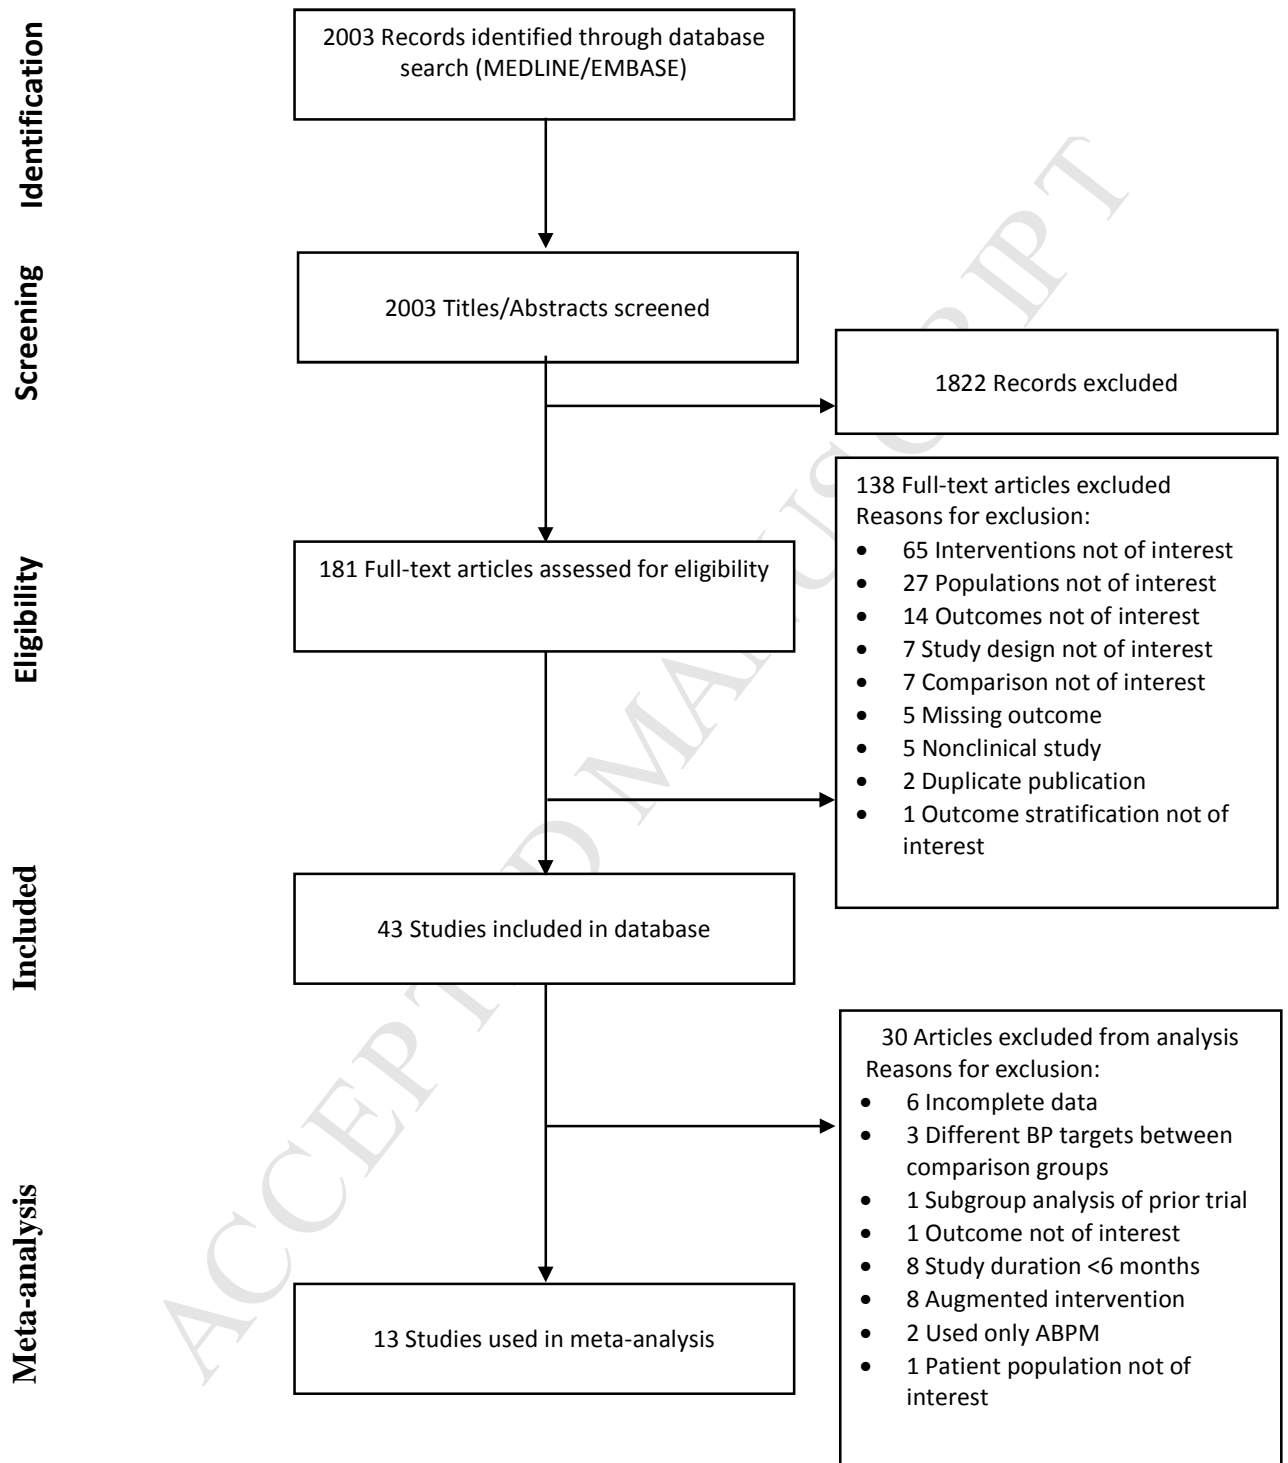 Identification
2003 Records identified through database
search (MEDLINE/EMBASE)
Screening
2003 Titles/Abstracts screened
1822 Records excluded
Eligibility
181 Full-text articles assessed for eligibility
138 Full-text articles excluded
Reasons for exclusion:
• 65 Interventions not of interest
• 27 Populations not of interest
• 14 Outcomes not of interest
• 7 Study design not of interest
• 7 Comparison not of interest
• 5 Missing outcome
• 5 Nonclinical study
• 2 Duplicate publication
• 1 Outcome stratification not of
interest
Included
43 Studies included in database
30 Articles excluded from analysis
Reasons for exclusion:
• 6 Incomplete data
• 3 Different BP targets between
comparison groups
• 1 Subgroup analysis of prior trial
• 1 Outcome not of interest
• 8 Study duration <6 months
• 8 Augmented intervention
• 2 Used only ABPM
• 1 Patient population not of
interest
Meta-analysis
13 Studies used in meta-analysis
ACCEPTED MANUSCRIPT